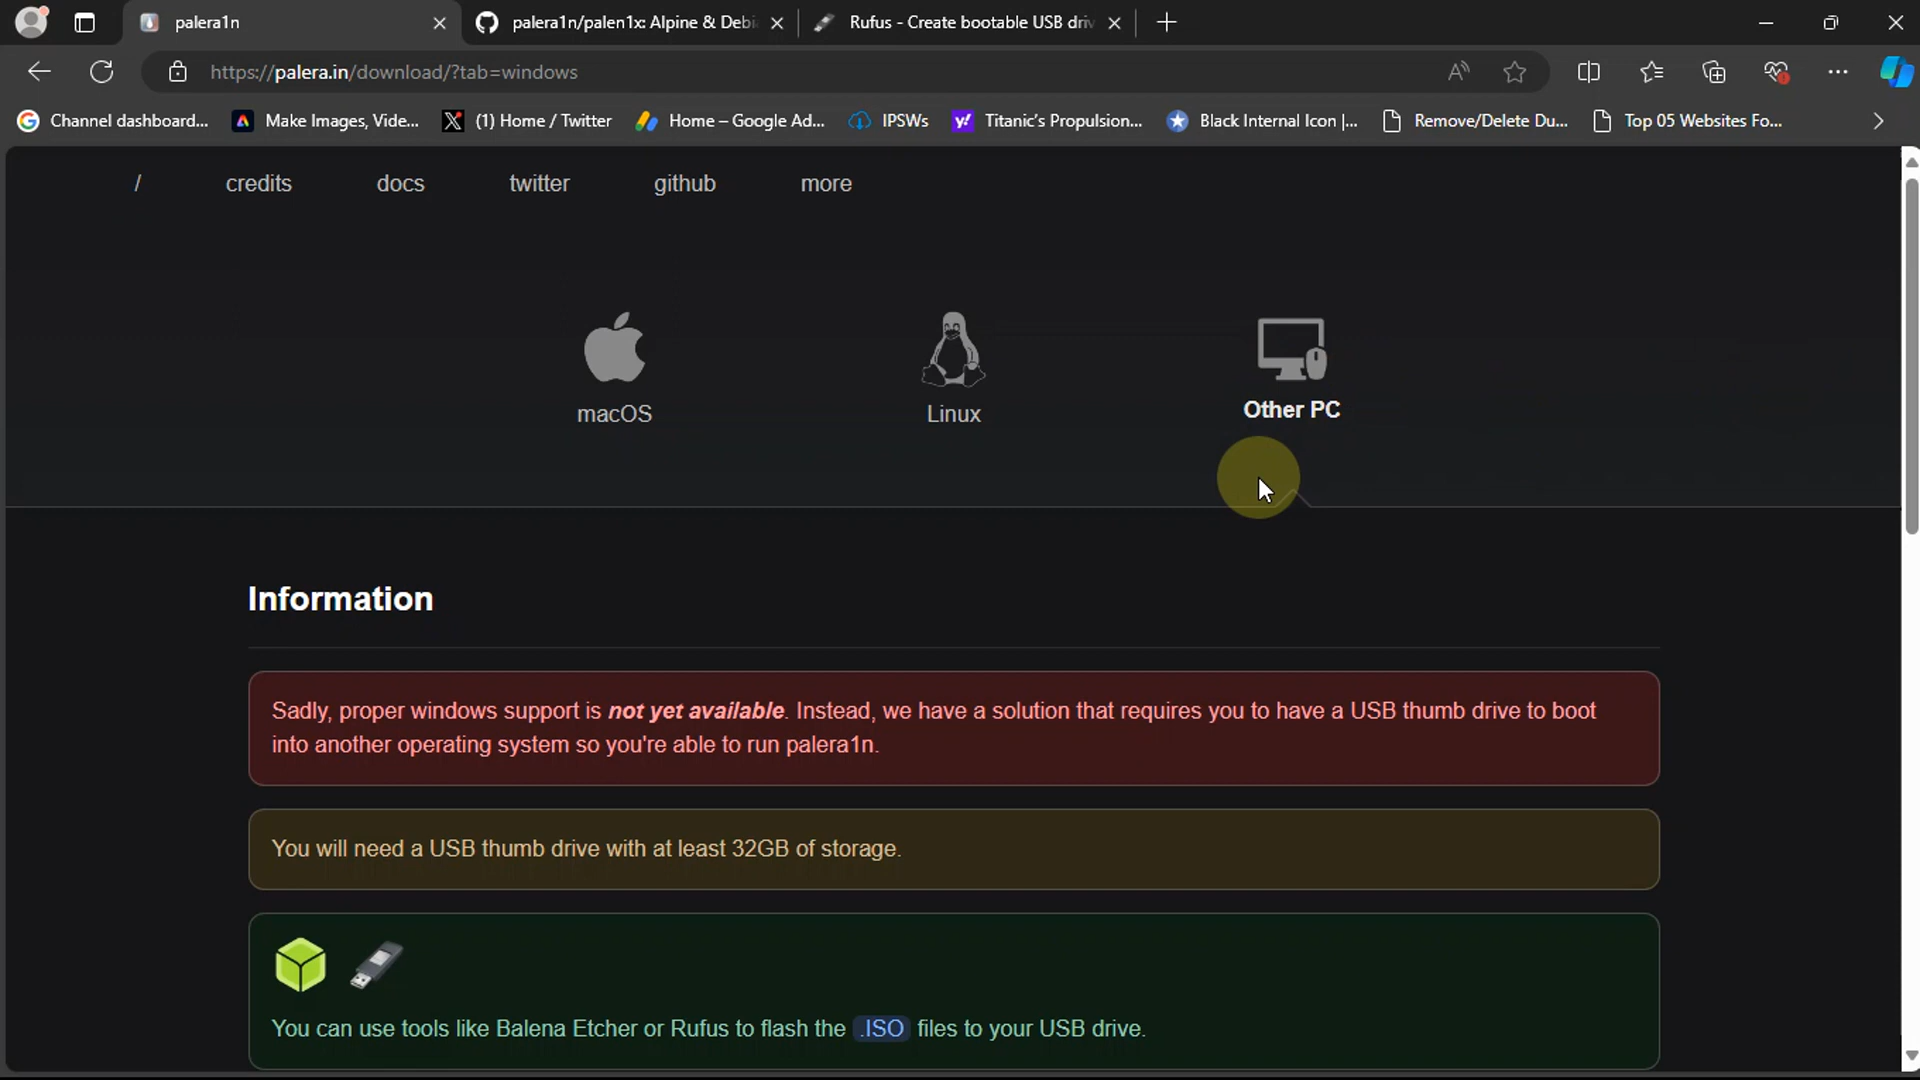 palera1n
palera1n/palen1x: Alpine & Debi
Rufus - Create bootable USB driv
https://palera.in/download/?tab=windows
Channel dashboard...
Make Images, Vide...
(1) Home / Twitter
Home – Google Ad...
IPSWs
Titanic's Propulsion...
Black Internal Icon |...
Remove/Delete Du...
Top 05 Websites Fo...
/
credits
docs
twitter
github
more
macOS
Linux
Other PC
Information
Sadly, proper windows support is not yet available. Instead, we have a solution that requires you to have a USB thumb drive to boot
into another operating system so you're able to run palera1n.
You will need a USB thumb drive with at least 32GB of storage.
You can use tools like Balena Etcher or Rufus to flash the .ISO files to your USB drive.